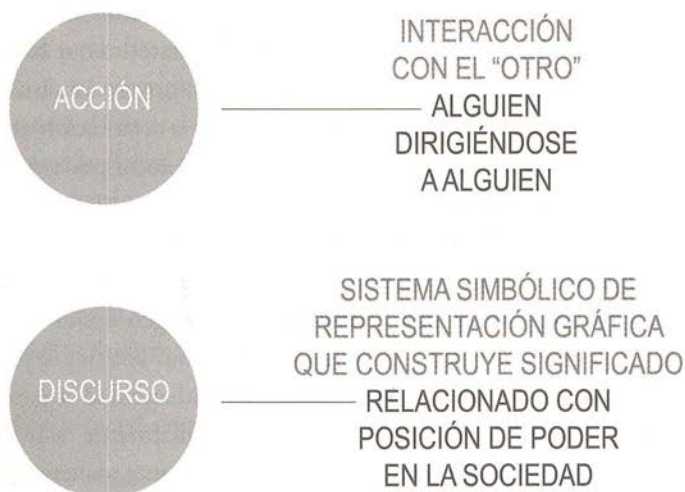 ACCIÓN
INTERACCIÓN
CON EL “OTRO”
ALGUIEN
DIRIGIÉNDOSE
A ALGUIEN
DISCURSO
SISTEMA SIMBÓLICO DE
REPRESENTACIÓN GRÁFICA
QUE CONSTRUYE SIGNIFICADO
RELACIONADO CON
POSICIÓN DE PODER
EN LA SOCIEDAD